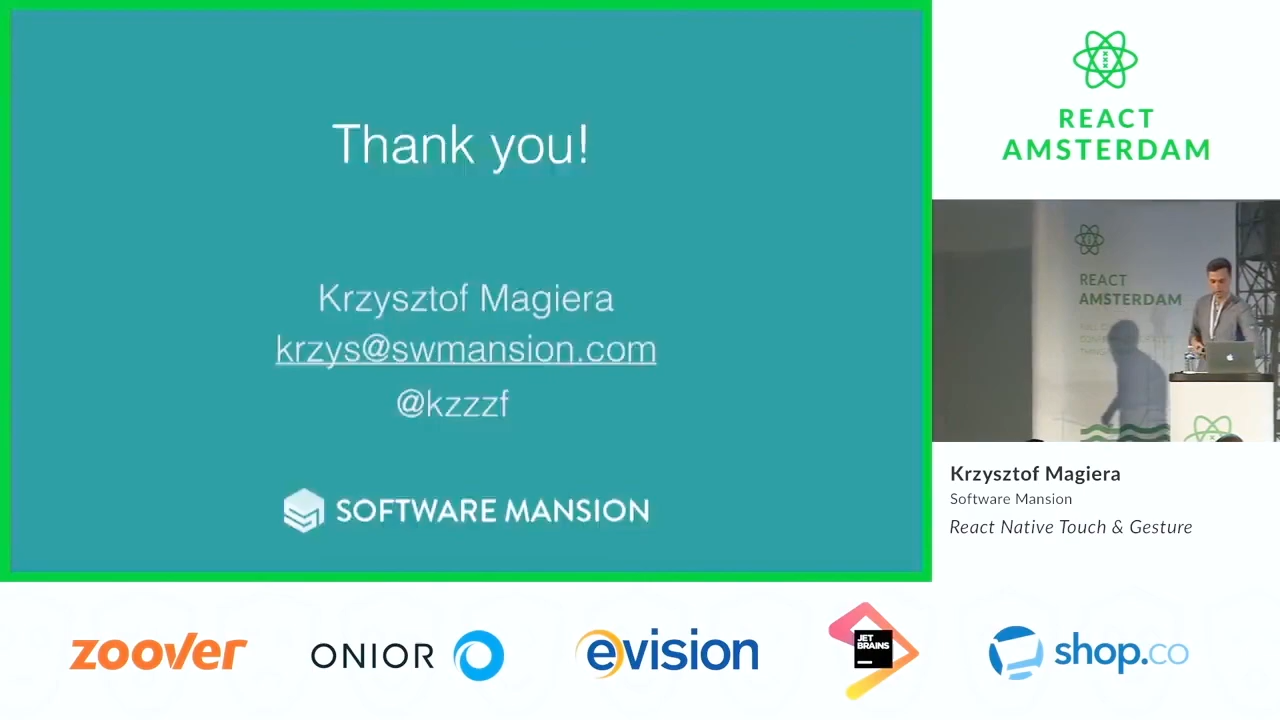 Thank you!
Krzysztof Magiera
krzys@swmansion.com
@kzzzf
SOFTWARE MANSION
REACT
AMSTERDAM
REACT
AMSTERDAM
Krzysztof Magiera
Software Mansion
React Native Touch & Gesture
zoover
ONIOR
evision
JET
BRAINS
shop.co